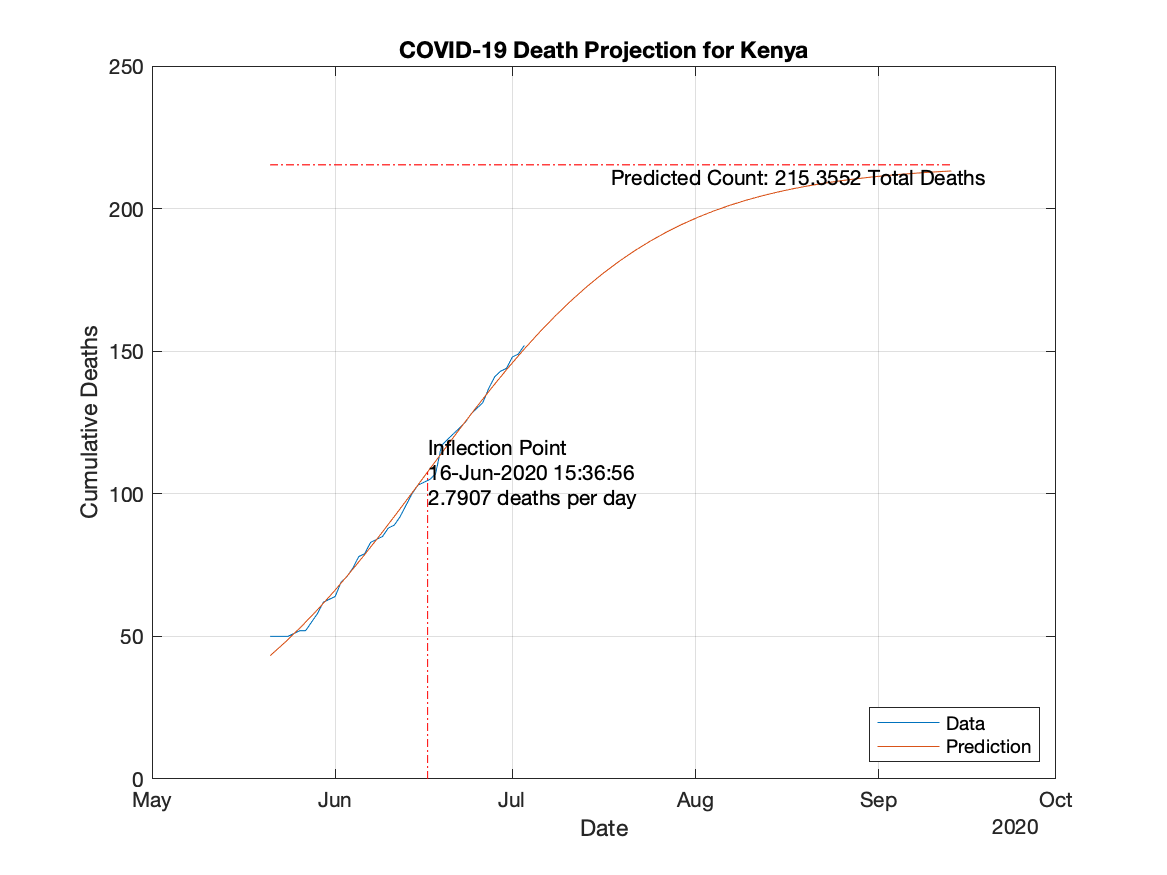 COVID-19 Death Projection for Kenya
250
200
150
100
50
0
Cumulative Deaths
Predicted Count: 215.3552 Total Deaths
Inflection Point
16-Jun-2020 15:36:56
2.7907 deaths per day
Data
Prediction
May Jun Jul Aug Sep Oct
Date
2020